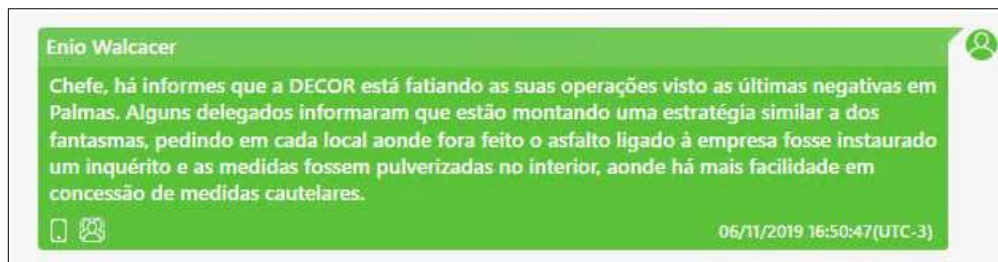 Enio Walcacer
Chefe, há informes que a DECOR está fatiando as suas operações visto as últimas negativas em
Palmas. Alguns delegados informaram que estão montando uma estratégia similar a dos
fantasmas, pedindo em cada local aonde fora feito o asfalto ligado à empresa fosse instaurado
um inquérito e as medidas fossem pulverizadas no interior, aonde há mais facilidade em
concessão de medidas cautelares.
06/11/2019 16:50:47(UTC-3)